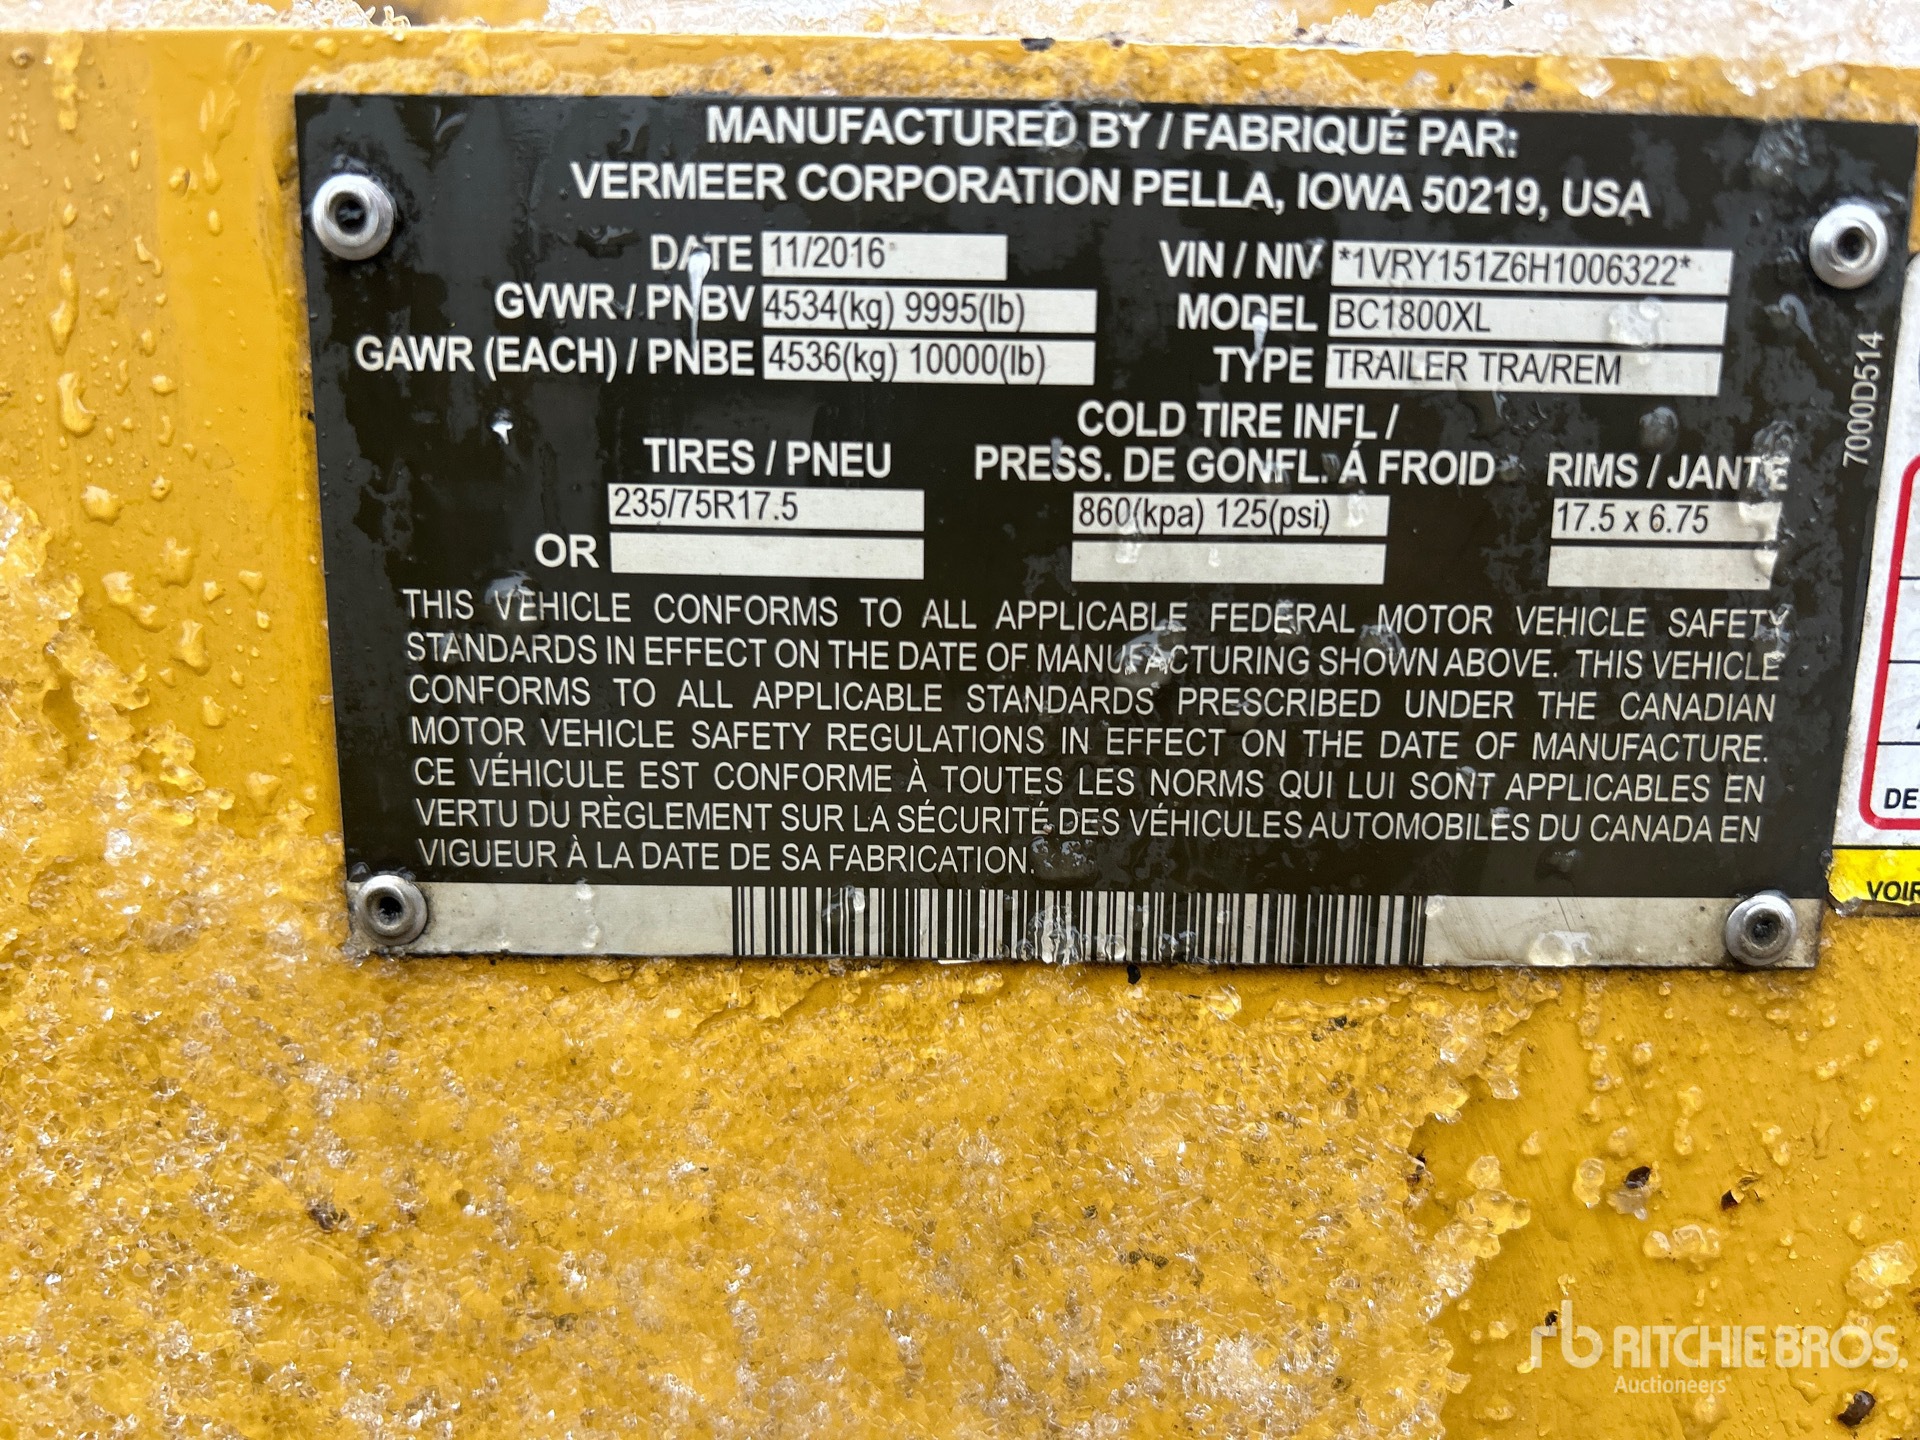 MANUFACTURED BY / FABRIQUÉ PAR:
VERMEER CORPORATION PELLA, IOWA 50219, USA
DATE 11/2016
VIN / NIV *1VRY151Z6H1006322*
GVWR / PNBV 4534(kg) 9995(lb)
MODEL BC1800XL
GAWR (EACH) / PNBE 4536(kg) 10000(lb)
TYPE TRAILER TRA/REM
7000D514
TIRES / PNEU
235/75R17.5
OR
COLD TIRE INFL /
PRESS. DE GONFL. Á FROID
860(kpa) 125(psi)
RIMS / JANTE
17.5 x 6.75
THIS VEHICLE CONFORMS TO ALL APPLICABLE FEDERAL MOTOR VEHICLE SAFETY
STANDARDS IN EFFECT ON THE DATE OF MANUFACTURING SHOWN ABOVE. THIS VEHICLE
CONFORMS TO ALL APPLICABLE STANDARDS PRESCRIBED UNDER THE CANADIAN
MOTOR VEHICLE SAFETY REGULATIONS IN EFFECT ON THE DATE OF MANUFACTURE.
CE VÉHICULE EST CONFORME À TOUTES LES NORMS QUI LUI SONT APPLICABLES EN
VERTU DU RÈGLEMENT SUR LA SÉCURITÉ DES VÉHICULES AUTOMOBILES DU CANADA EN
VIGUEUR À LA DATE DE SA FABRICATION.
DE
VOIR
rb RITCHIE BROS.
Auctioneers